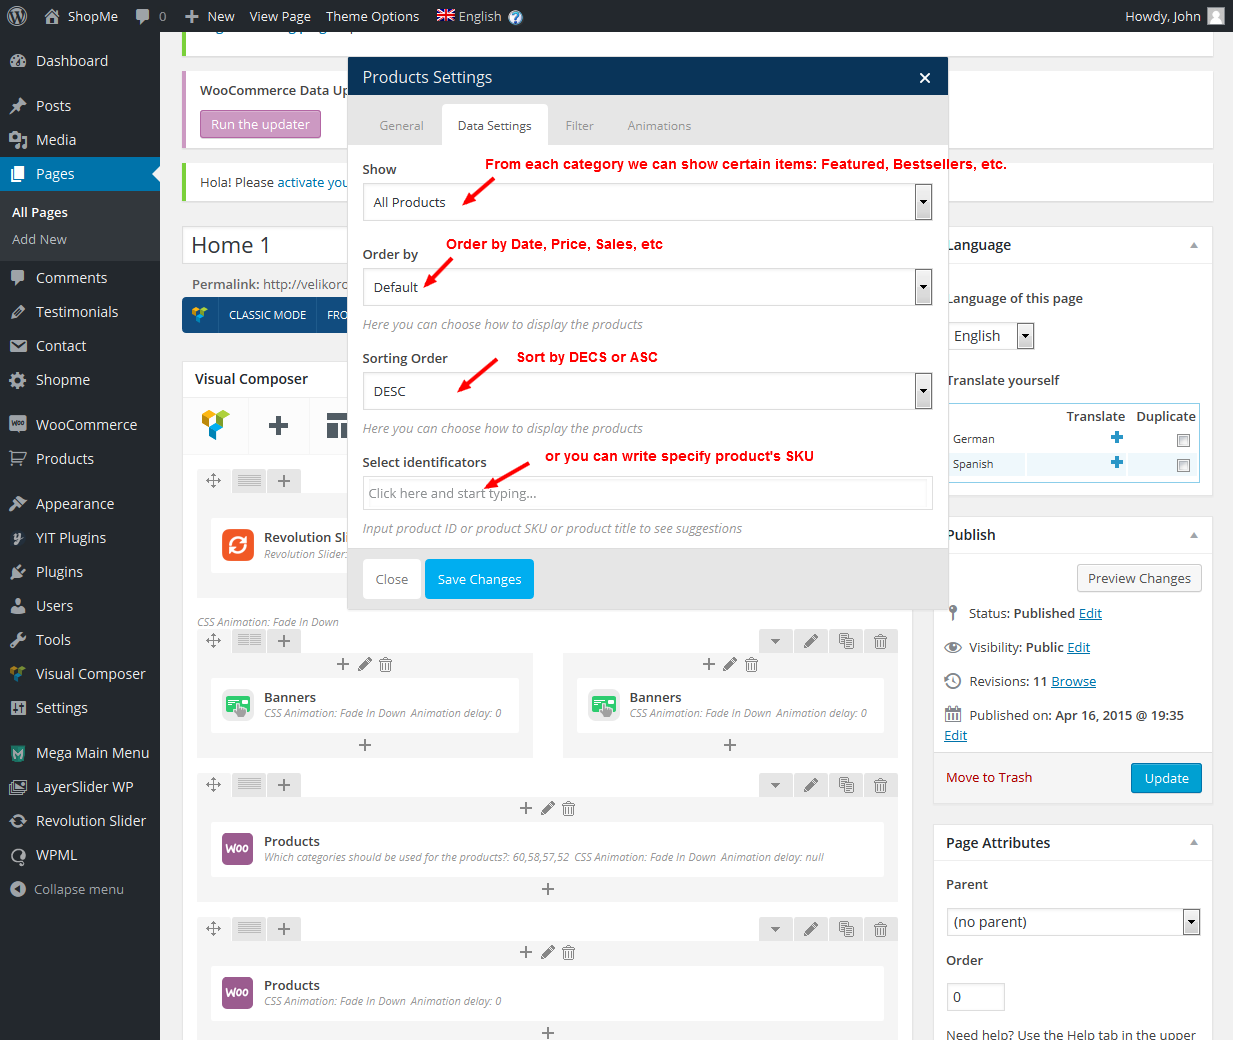 ShopMe
0
New
View Page
Theme Options
English
Howdy, John
Dashboard
Posts
Media
Pages
All Pages
Add New
Comments
Testimonials
Contact
Shopme
WooCommerce
Products
Appearance
YIT Plugins
Plugins
Users
Tools
Visual Composer
Settings
Mega Main Menu
LayerSlider WP
Revolution Slider
WPML
Collapse menu
WooCommerce Data Up
Run the updater
Hola! Please activate you
Home 1
Permalink: http://velikoro
CLASSIC MODE
FRO
Visual Composer
Revolution Sli
Revolution Slider:
CSS Animation: Fade In Down
Products Settings
General
Data Settings
Filter
Animations
Show
From each category we can show certain items: Featured, Bestsellers, etc.
All Products
Order by
Order by Date, Price, Sales, etc
Default
Here you can choose how to display the products
Sorting Order
Sort by DECS or ASC
DESC
Here you can choose how to display the products
Select identificators
or you can write specify product's SKU
Click here and start typing...
Input product ID or product SKU or product title to see suggestions
Close
Save Changes
Banners
CSS Animation: Fade In Down Animation delay: 0
Banners
CSS Animation: Fade In Down Animation delay: 0
Woo
Products
Which categories should be used for the products?: 60,58,57,52 CSS Animation: Fade In Down Animation delay: null
Woo
Products
CSS Animation: Fade In Down Animation delay: 0
Language
Language of this page
English
Translate yourself
Translate Duplicate
German
Spanish
Publish
Preview Changes
Status: Published Edit
Visibility: Public Edit
Revisions: 11 Browse
Published on: Apr 16, 2015 @ 19:35
Edit
Move to Trash
Update
Page Attributes
Parent
(no parent)
Order
0
Need help? Use the Help tab in the upper